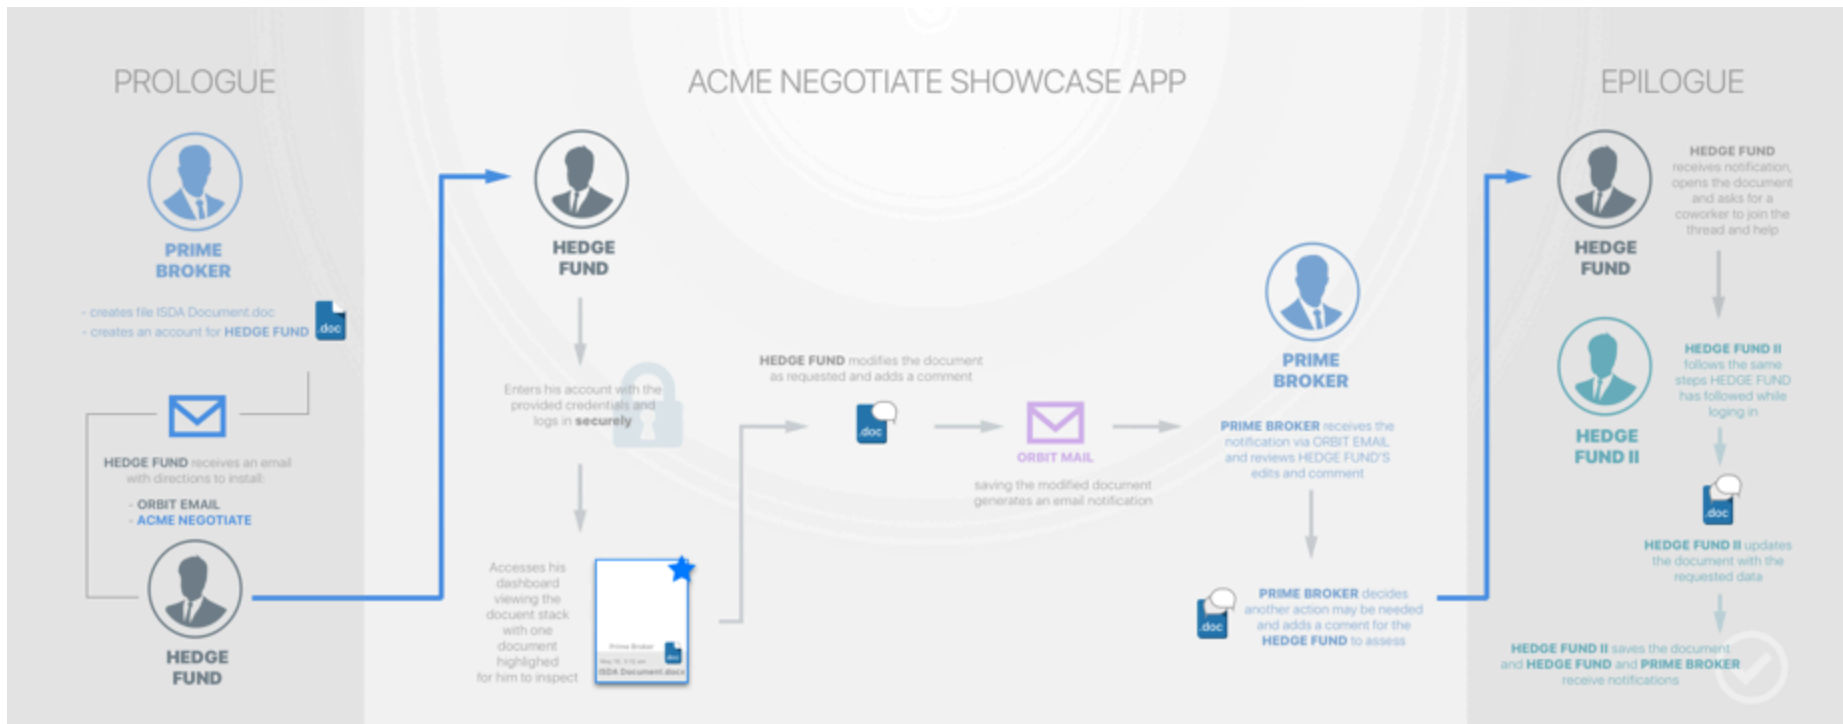 PROLOGUE
PRIME
BROKER
- creates file ISDA Document.doc
- creates an account for HEDGE FUND
.doc
HEDGE FUND receives an email
with directions to install:
- ORBIT EMAIL
- ACME NEGOTIATE
HEDGE
FUND
ACME NEGOTIATE SHOWCASE APP
HEDGE
FUND
Enters his account with the
provided credentials and
logs in securely
Accesses his
dashboard
viewing the
docuent stack
with one
document
highlighed
for him to inspect
Prime Broker
.doc
ISDA Document.docx
HEDGE FUND modifies the document
as requested and adds a comment
.doc
ORBIT MAIL
saving the modified document
generates an email notification
PRIME
BROKER
PRIME BROKER receives the
notification via ORBIT EMAIL
and reviews HEDGE FUND'S
edits and comment
.doc
PRIME BROKER decides
another action may be needed
and adds a coment for the
HEDGE FUND to assess
EPILOGUE
HEDGE
FUND
HEDGE FUND
receives notification,
opens the document
and asks for a
coworker to join the
thread and help
HEDGE
FUND II
HEDGE FUND II
follows the same
steps HEDGE FUND
has followed while
loging in
.doc
HEDGE FUND II updates
the document with the
requested data
HEDGE FUND II saves the document
and HEDGE FUND and PRIME BROKER
receive notifications